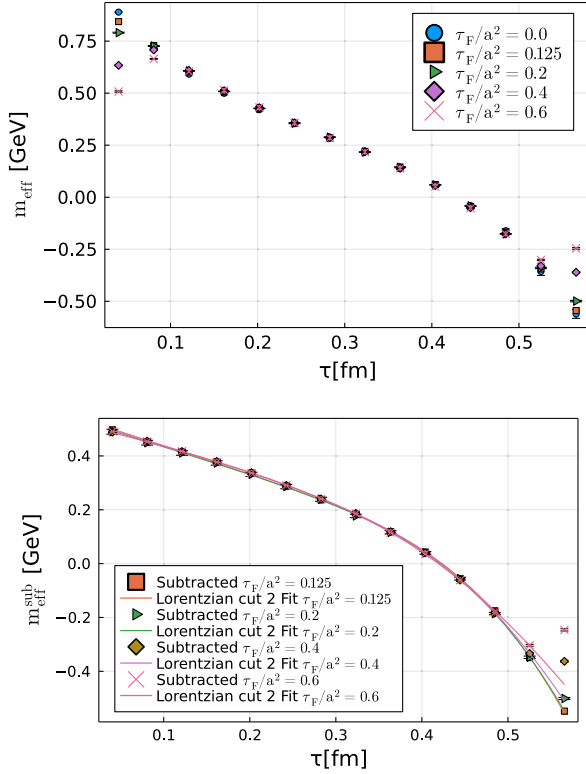 0.75
0.50
0.25
0.00
−0.25
−0.50
m_eff [GeV]
τ_F/a² = 0.0
τ_F/a² = 0.125
τ_F/a² = 0.2
τ_F/a² = 0.4
τ_F/a² = 0.6
0.1 0.2 0.3 0.4 0.5
τ[fm]
0.4
0.2
0.0
−0.2
−0.4
m_eff^sub [GeV]
Subtracted τ_F/a² = 0.125
Lorentzian cut 2 Fit τ_F/a² = 0.125
Subtracted τ_F/a² = 0.2
Lorentzian cut 2 Fit τ_F/a² = 0.2
Subtracted τ_F/a² = 0.4
Lorentzian cut 2 Fit τ_F/a² = 0.4
Subtracted τ_F/a² = 0.6
Lorentzian cut 2 Fit τ_F/a² = 0.6
0.1 0.2 0.3 0.4 0.5
τ[fm]